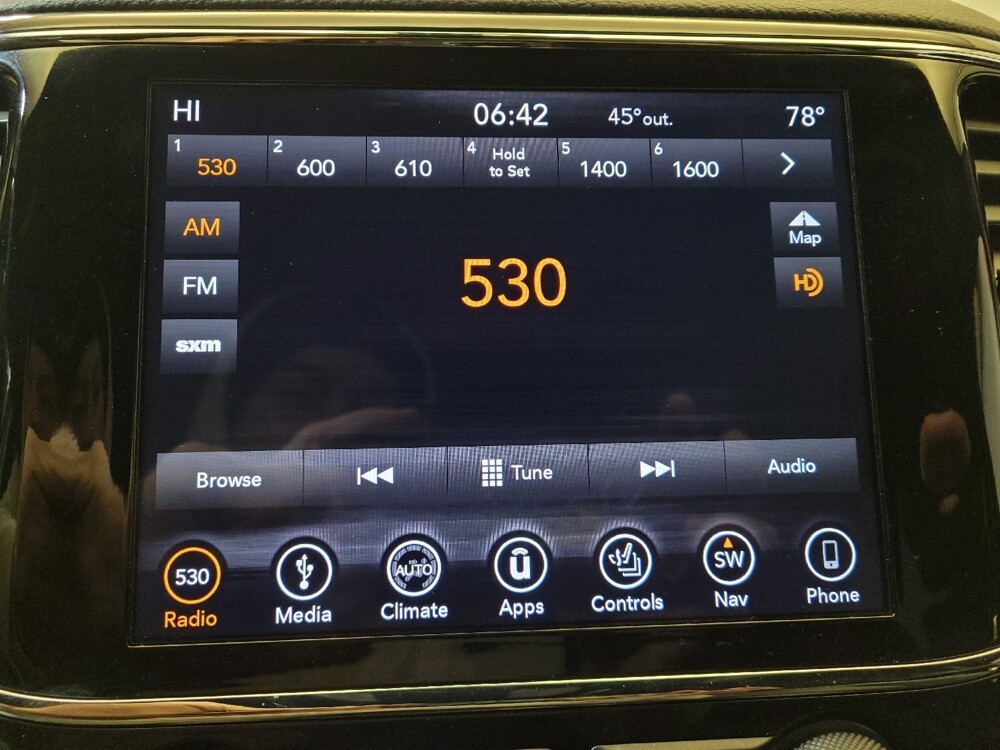 HI 06:42 45° out. 78°
1 530 2 600 3 610 4 Hold to Set 5 1400 6 1600 >
AM
Map
530
HD
FM
sxm
Browse Tune Audio
530 AUTO u SW
Radio Media Climate Apps Controls Nav Phone